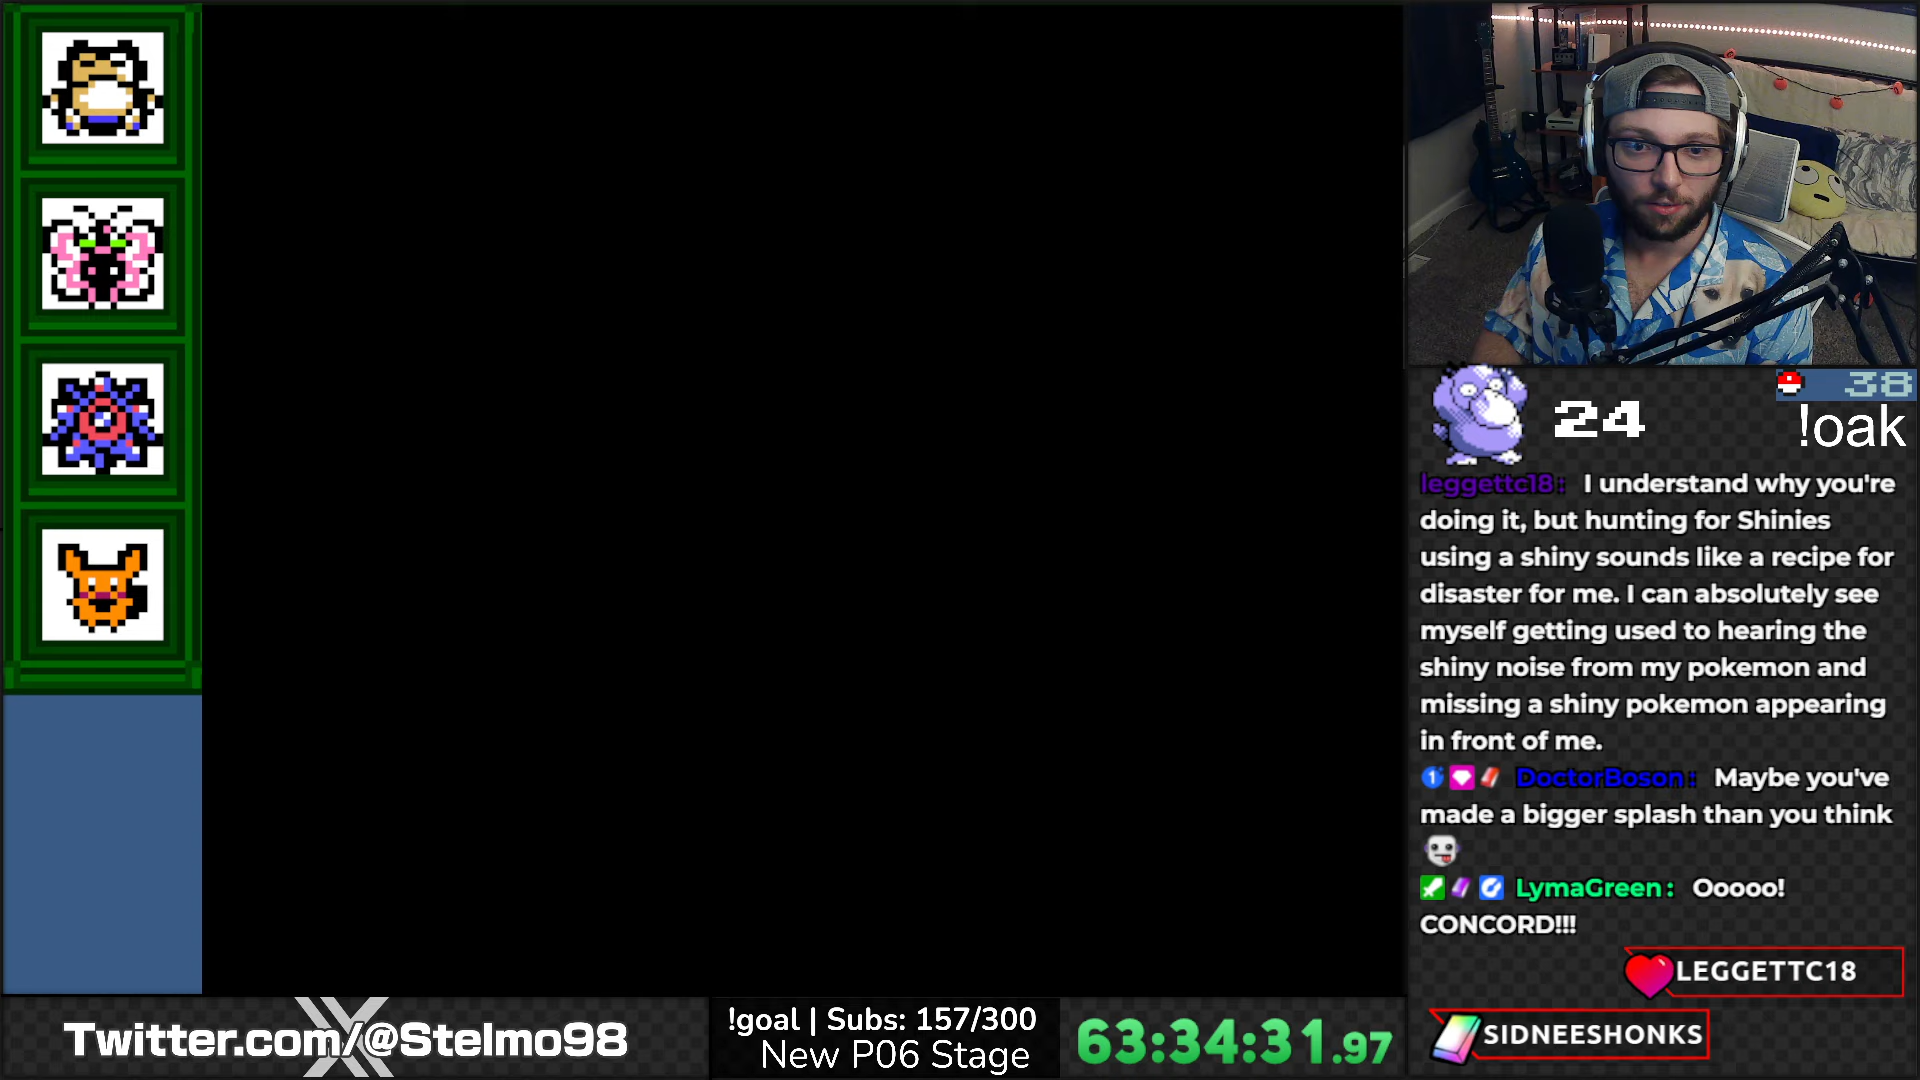 38
24
!oak
leggettc18: I understand why you're
doing it, but hunting for Shinies
using a shiny sounds like a recipe for
disaster for me. I can absolutely see
myself getting used to hearing the
shiny noise from my pokemon and
missing a shiny pokemon appearing
in front of me.
1 DoctorBoson: Maybe you've
made a bigger splash than you think
LymaGreen: Ooooo!
CONCORD!!!
LEGGETTC18
SIDNEESHONKS
Twitter.com/@Stelmo98
!goal | Subs: 157/300
New P06 Stage
63:34:31.97